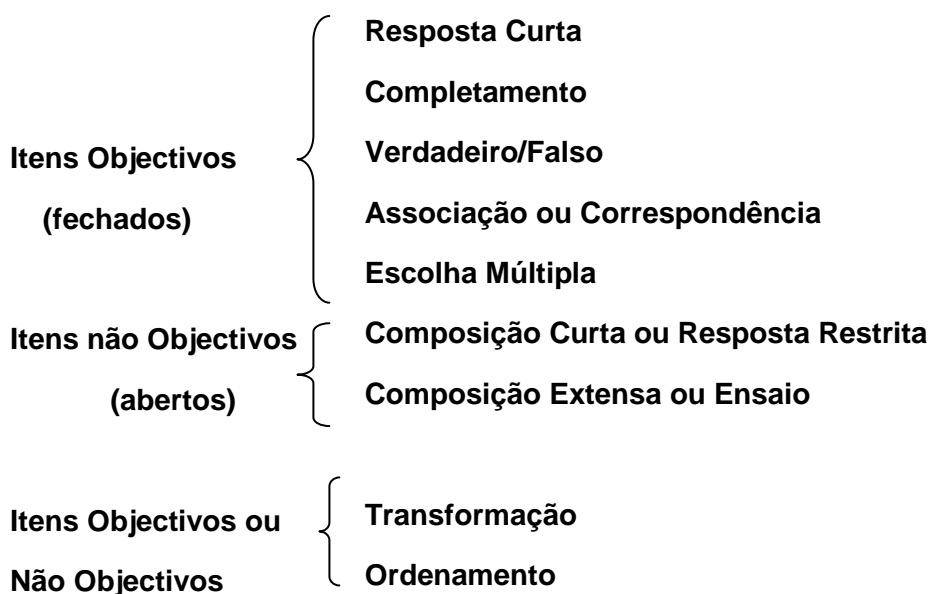 Resposta Curta
Completamento
Itens Objectivos
Verdadeiro/Falso
(fechados)
Associação ou Correspondência
Escolha Múltipla
Itens não Objectivos
Composição Curta ou Resposta Restrita
(abertos)
Composição Extensa ou Ensaio
Itens Objectivos ou
Transformação
Não Objectivos
Ordenamento